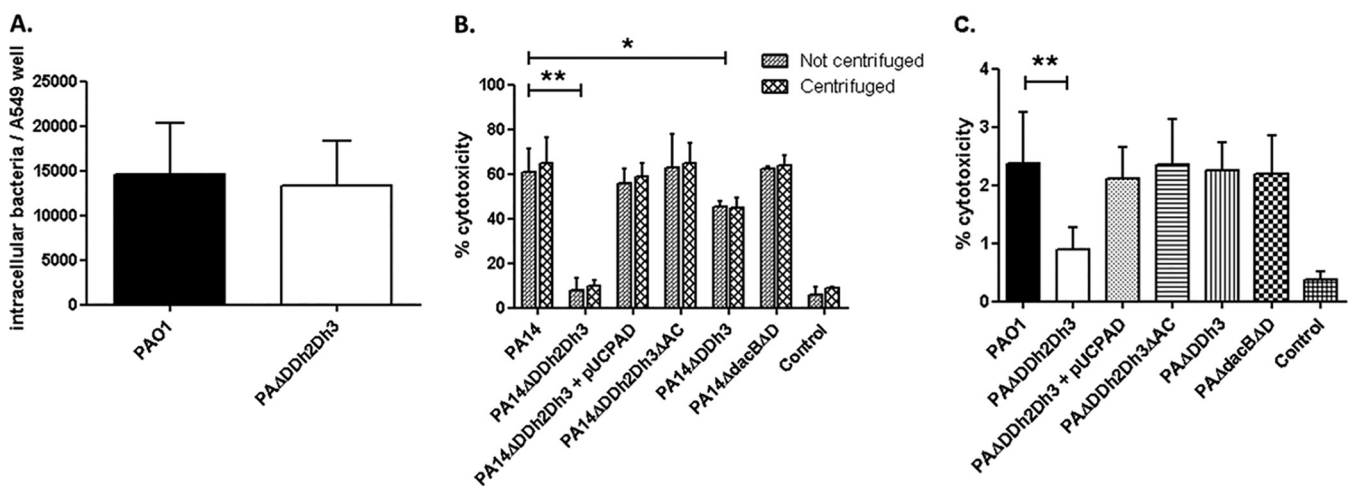 A.
intracellular bacteria / A549 well
25000
20000
15000
10000
5000
0
PAO1
PAΔDDh2Dh3
B.
*
**
Not centrifuged
Centrifuged
% cytotoxicity
100
80
60
40
20
0
PA14
PA14ΔDDh2Dh3
PA14ΔDDh2Dh3 + pUCPAD
PA14ΔDDh2Dh3ΔAC
PA14ΔDDh3
PA14ΔdacBΔD
Control
C.
**
% cytotoxicity
4
3
2
1
0
PAO1
PAΔDDh2Dh3
PAΔDDh2Dh3 + pUCPAD
PAΔDDh2Dh3ΔAC
PAΔDDh3
PAΔdacBΔD
Control